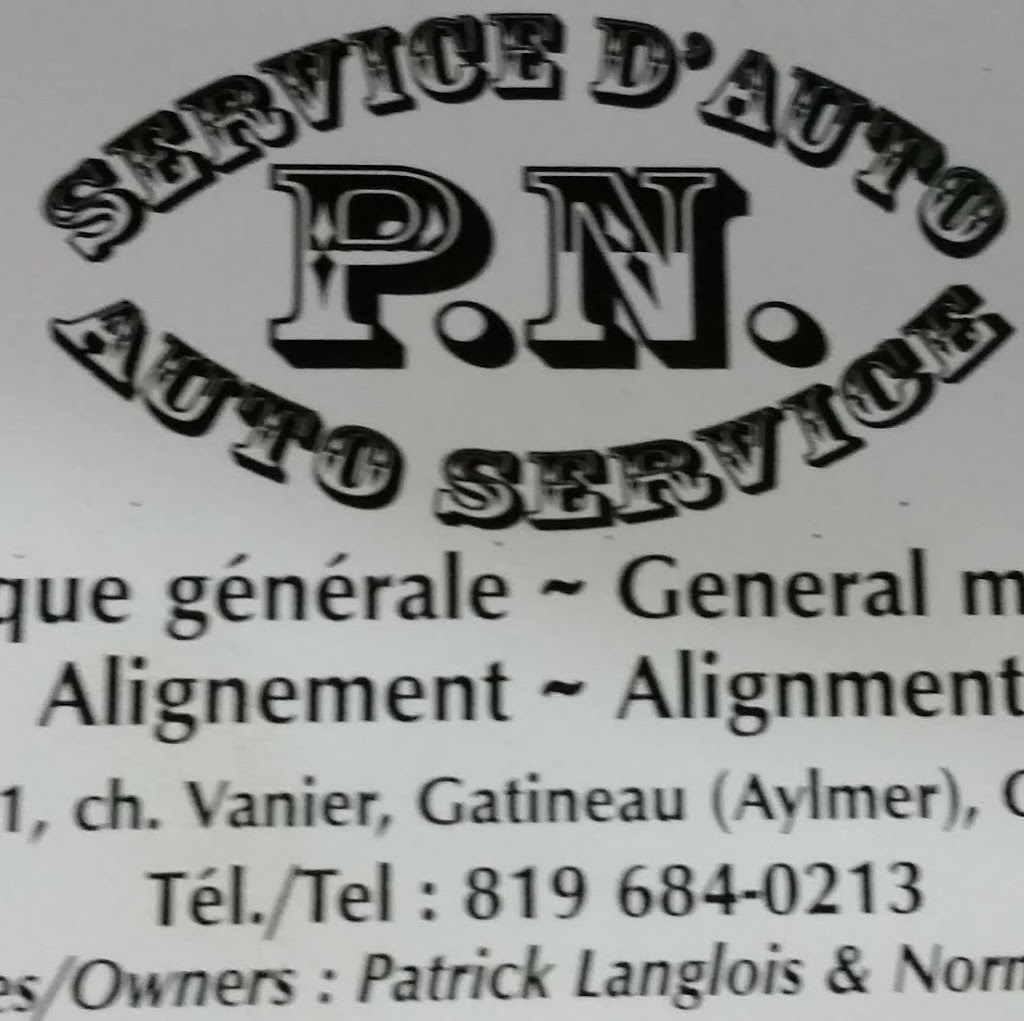 SERVICE D'AUTO
P.N.
AUTO SERVICE
que générale ~ General m
Alignement ~ Alignment
1, ch. Vanier, Gatineau (Aylmer),
Tél./Tel : 819 684-0213
es/Owners : Patrick Langlois & Norm